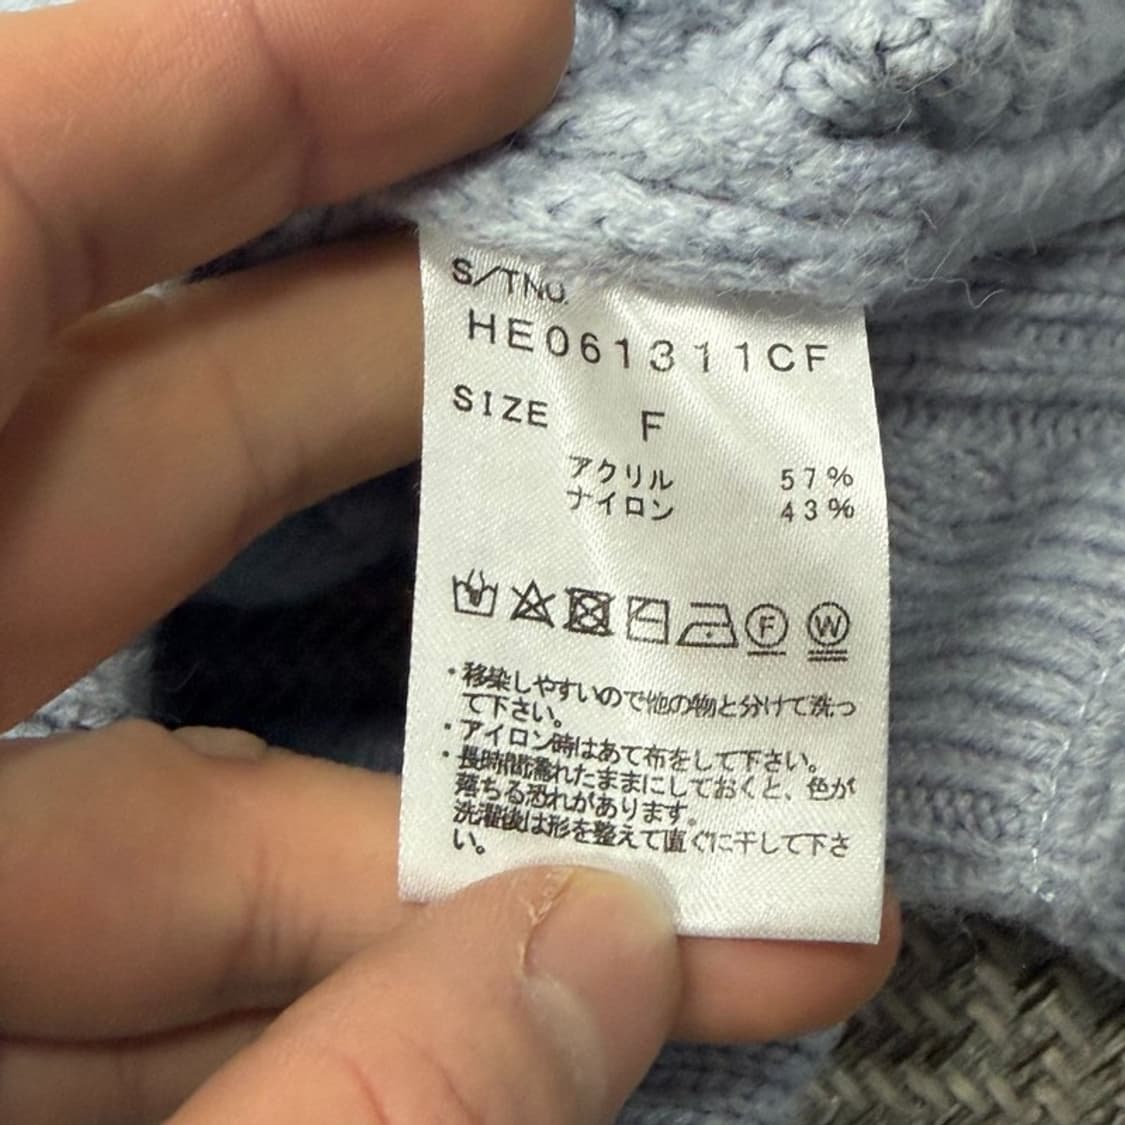 S/TNo.
HE061311CF
SIZE F
アクリル 57%
ナイロン 43%
F W
・移染しやすいので他の物と分けて洗っ
て下さい。
・アイロン時はあて布をして下さい。
・長時間濡れたままにしておくと、色が
落ちる恐れがあります。
洗濯後は形を整えて直ぐに干して下さ
い。